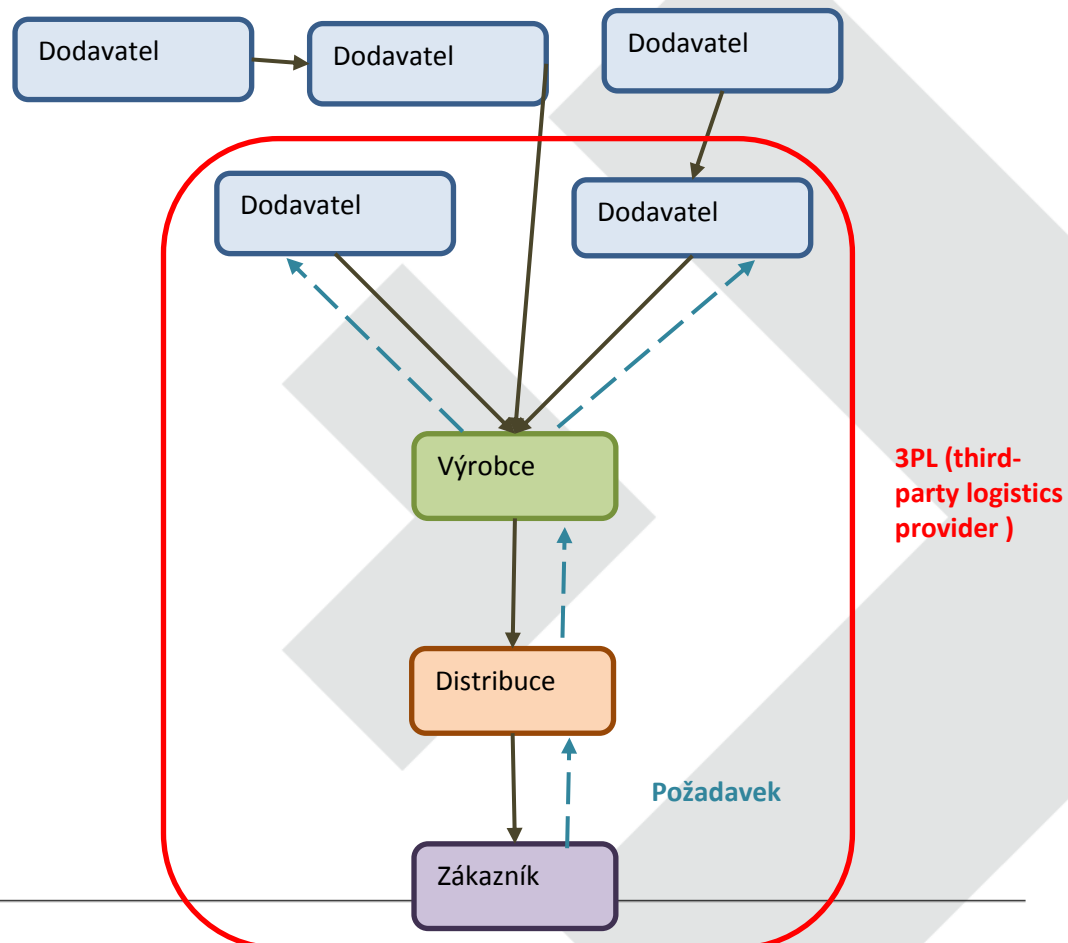 Dodavatel
Dodavatel
Dodavatel
Dodavatel
Dodavatel
Výrobce
3PL (third-
party logistics
provider )
Distribuce
Požadavek
Zákazník